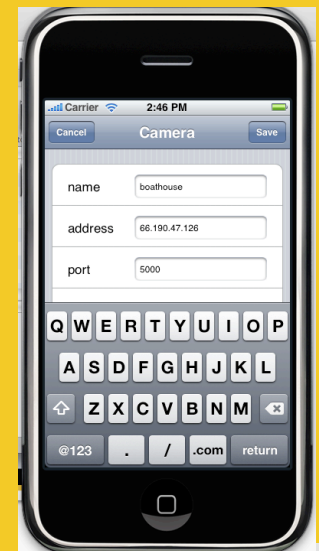 Carrier 2:46 PM
Cancel Camera Save
name boathouse
address 66.190.47.126
port 5000
Q W E R T Y U I O P
A S D F G H J K L
Z X C V B N M
@123 . / .com return